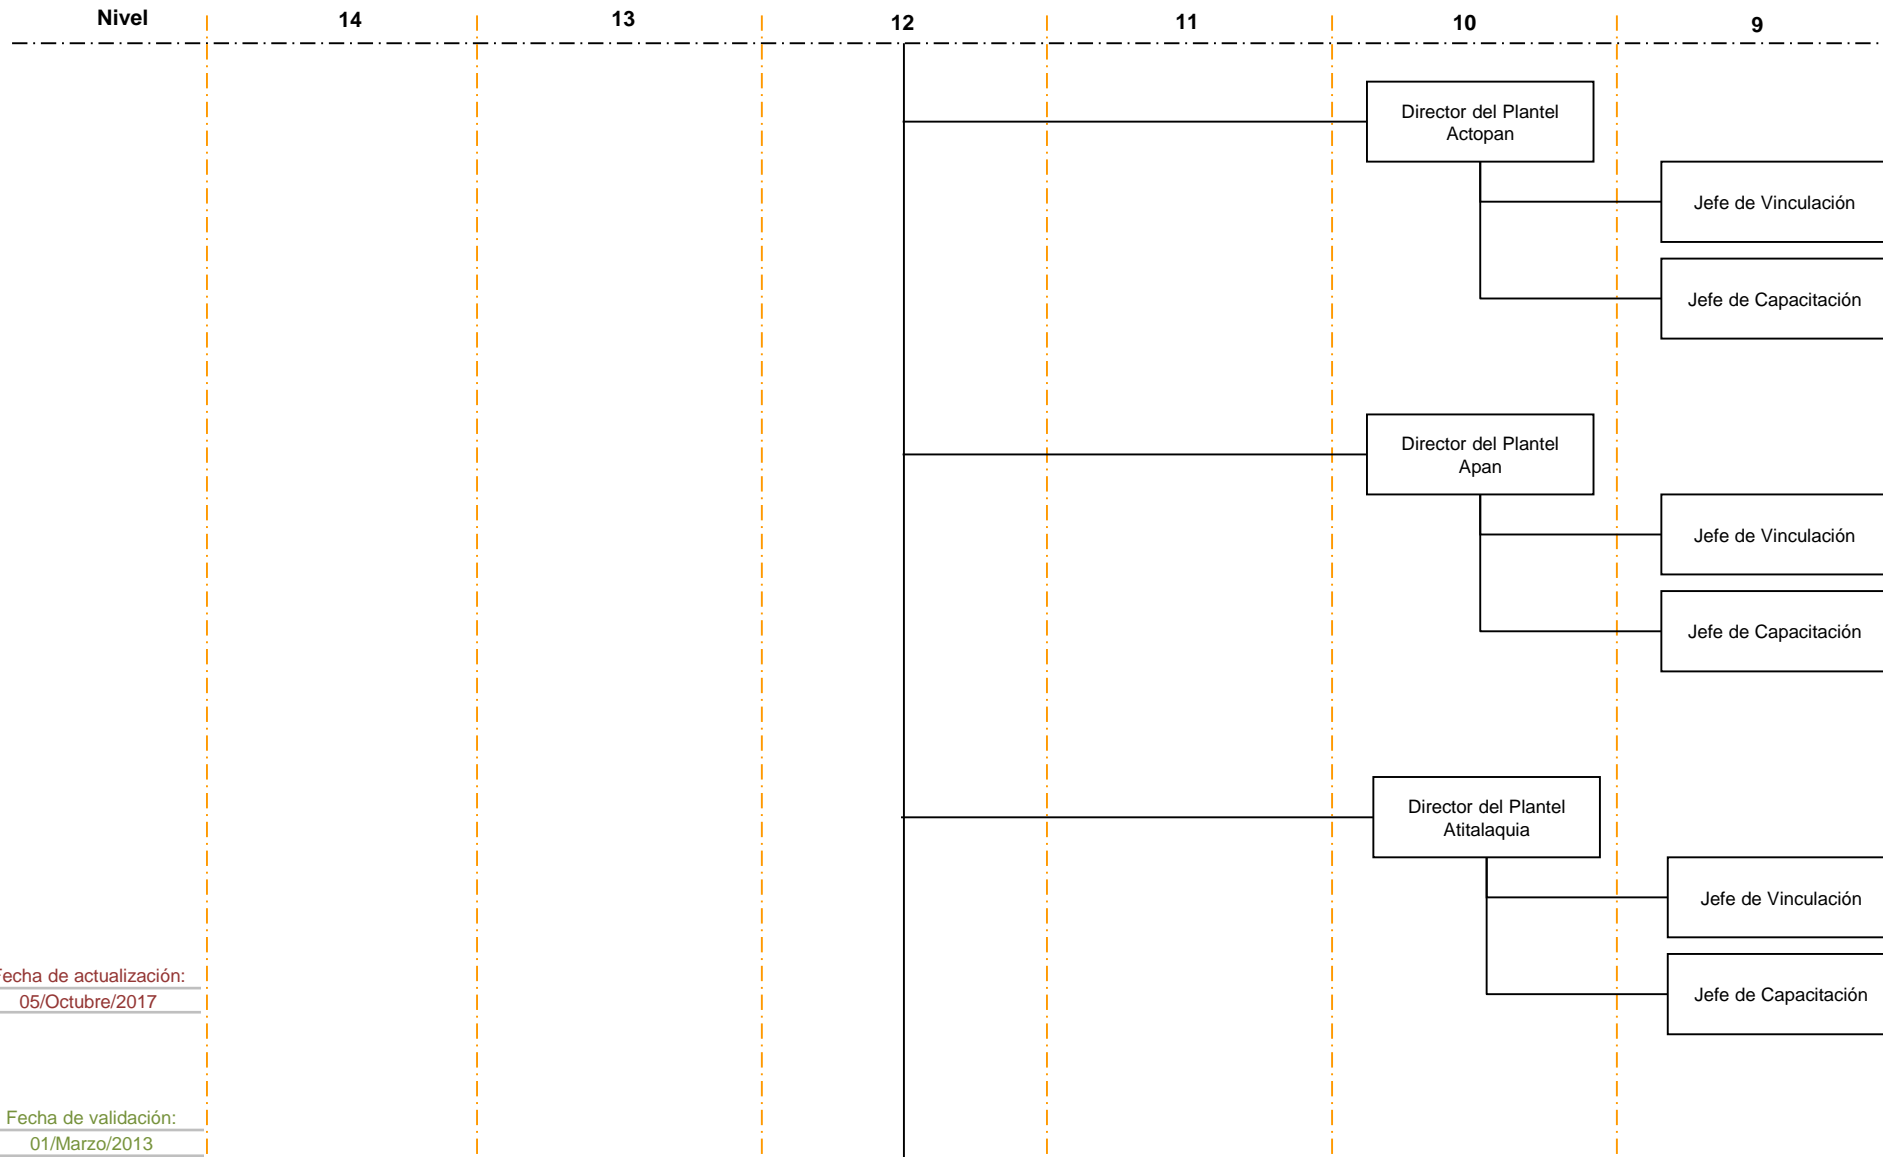 Nivel 14 13 12 11 10 9
Director del Plantel
Actopan
Jefe de Vinculación
Jefe de Capacitación
Director del Plantel
Apan
Jefe de Vinculación
Jefe de Capacitación
Director del Plantel
Atitalaquia
Jefe de Vinculación
Jefe de Capacitación
Fecha de actualización:
05/Octubre/2017
Fecha de validación:
01/Marzo/2013